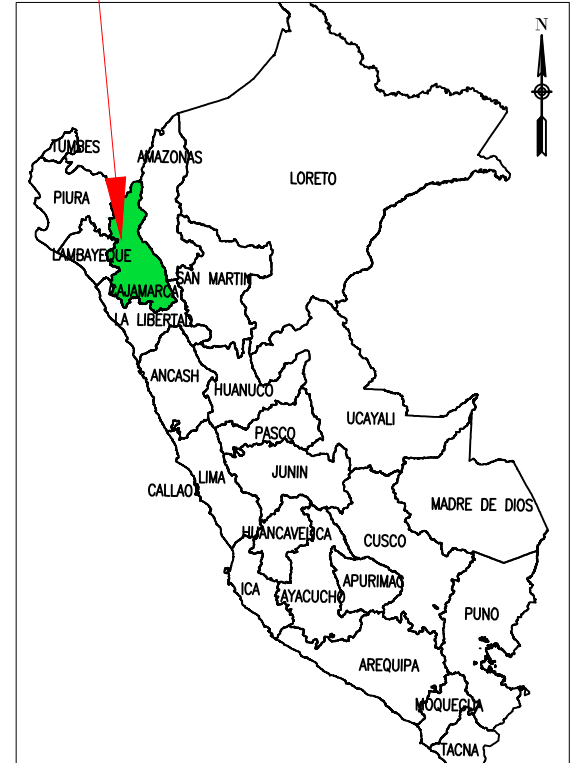 N
TUMBES
AMAZONAS
LORETO
PIURA
LAMBAYEQUE
SAN MARTIN
CAJAMARCA
LA LIBERTAD
ANCASH
HUANUCO
UCAYALI
PASCO
JUNIN
LIMA
CALLAO
MADRE DE DIOS
HUANCAVELICA
CUSCO
APURIMAC
ICA
AYACUCHO
PUNO
AREQUIPA
MOQUEGUA
TACNA